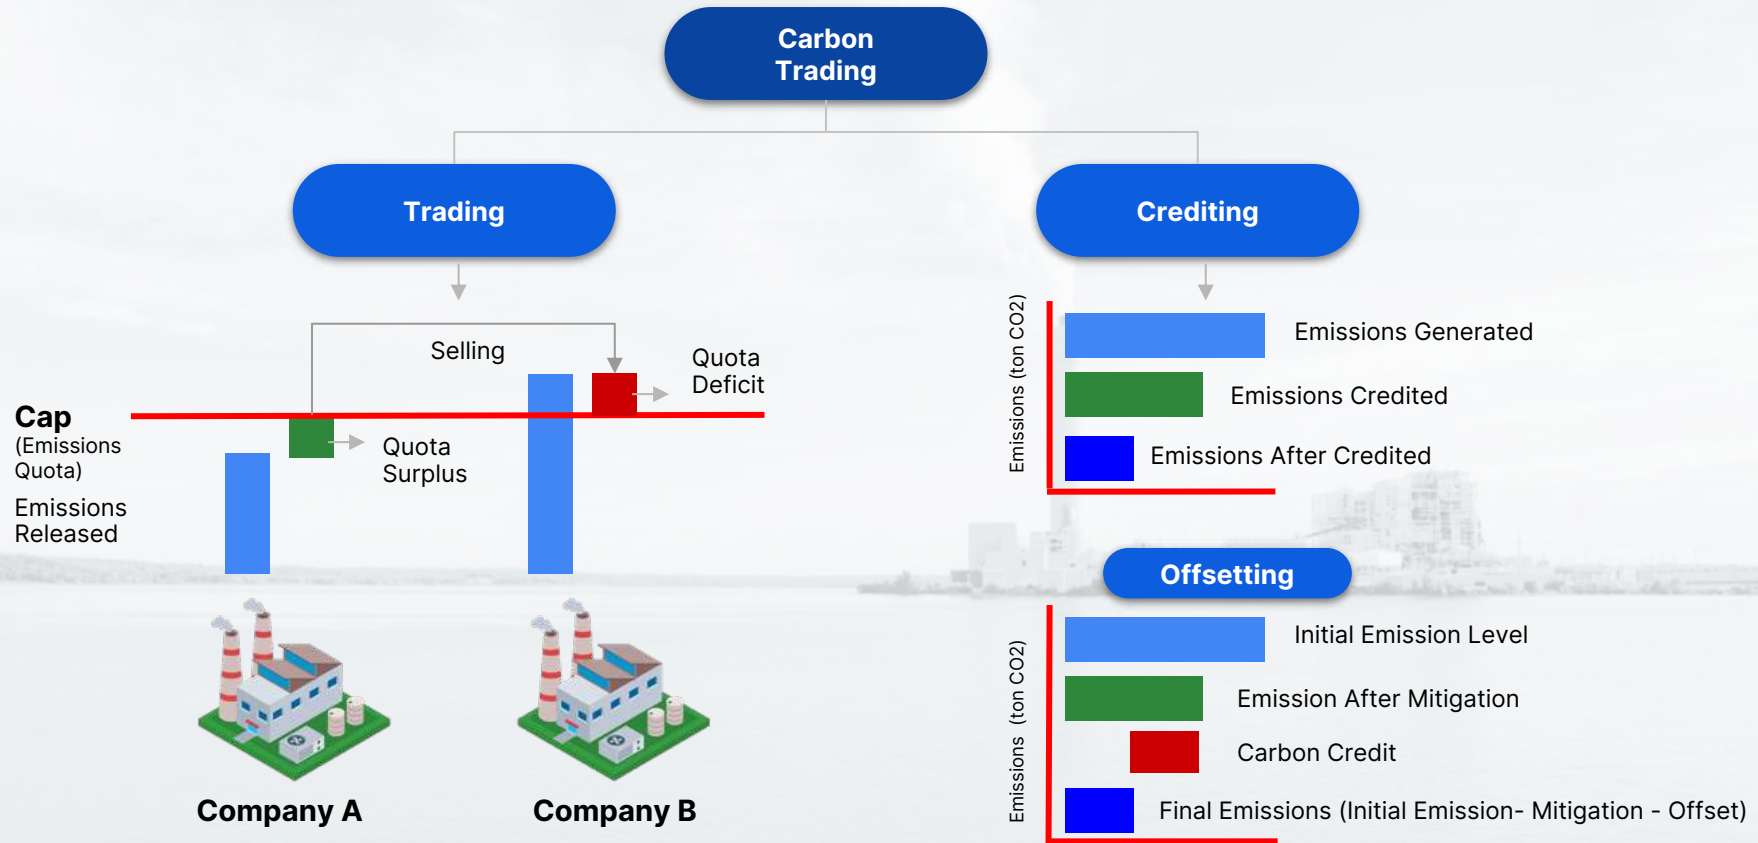 Carbon
Trading
Trading
Crediting
Selling
Quota
Deficit
Cap
(Emissions
Quota)
Emissions
Released
Quota
Surplus
Company A
Company B
Emissions (ton CO2)
Emissions Generated
Emissions Credited
Emissions After Credited
Offsetting
Emissions (ton CO2)
Initial Emission Level
Emission After Mitigation
Carbon Credit
Final Emissions (Initial Emission- Mitigation - Offset)